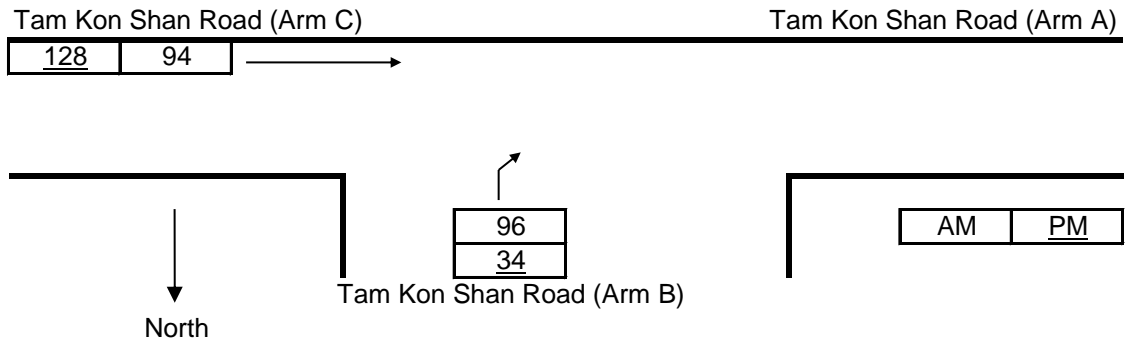 Tam Kon Shan Road (Arm C) Tam Kon Shan Road (Arm A)
128 94
96
AM PM
34
Tam Kon Shan Road (Arm B)
North